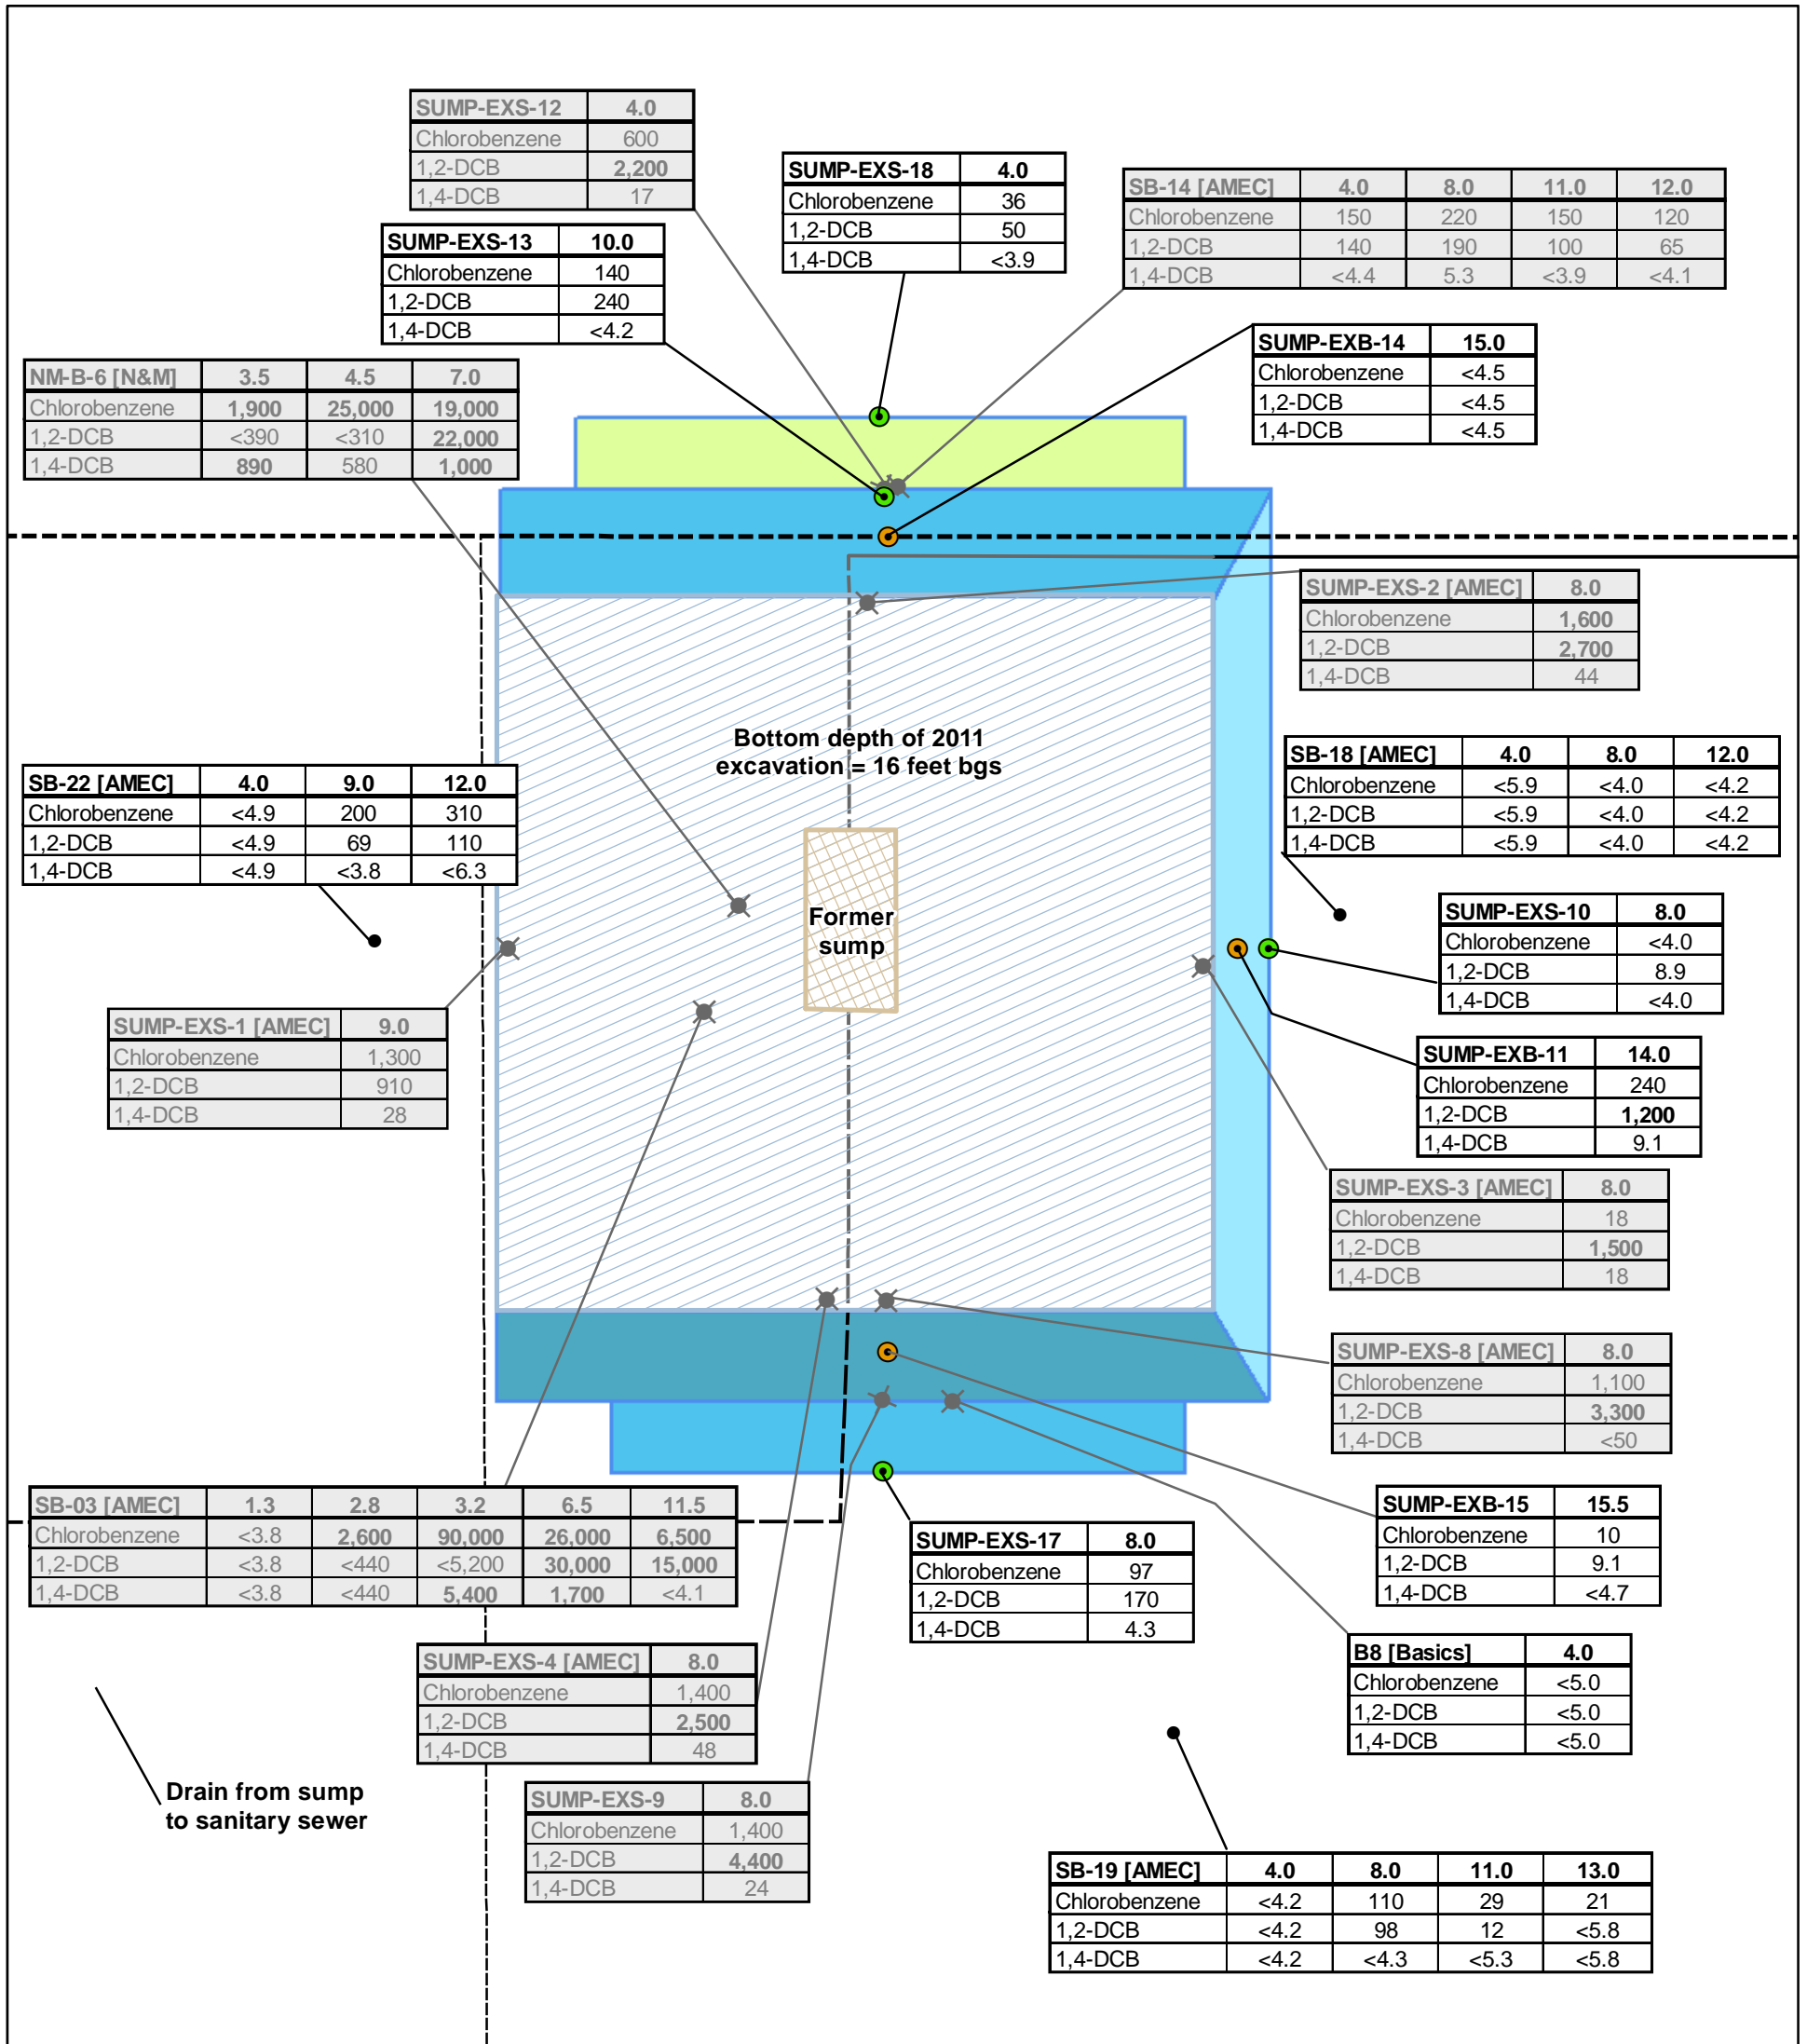 SUMP-EXS-12 4.0
Chlorobenzene 600
1,2-DCB 2,200
1,4-DCB 17
SUMP-EXS-18 4.0
Chlorobenzene 36
1,2-DCB 50
1,4-DCB <3.9
SB-14 [AMEC] 4.0 8.0 11.0 12.0
Chlorobenzene 150 220 150 120
1,2-DCB 140 190 100 65
1,4-DCB <4.4 5.3 <3.9 <4.1
SUMP-EXS-13 10.0
Chlorobenzene 140
1,2-DCB 240
1,4-DCB <4.2
SUMP-EXB-14 15.0
Chlorobenzene <4.5
1,2-DCB <4.5
1,4-DCB <4.5
NM-B-6 [N&M] 3.5 4.5 7.0
Chlorobenzene 1,900 25,000 19,000
1,2-DCB <390 <310 22,000
1,4-DCB 890 580 1,000
SUMP-EXS-2 [AMEC] 8.0
Chlorobenzene 1,600
1,2-DCB 2,700
1,4-DCB 44
Bottom depth of 2011
excavation = 16 feet bgs
SB-18 [AMEC] 4.0 8.0 12.0
Chlorobenzene <5.9 <4.0 <4.2
1,2-DCB <5.9 <4.0 <4.2
1,4-DCB <5.9 <4.0 <4.2
SB-22 [AMEC] 4.0 9.0 12.0
Chlorobenzene <4.9 200 310
1,2-DCB <4.9 69 110
1,4-DCB <4.9 <3.8 <6.3
Former
sump
SUMP-EXS-10 8.0
Chlorobenzene <4.0
1,2-DCB 8.9
1,4-DCB <4.0
SUMP-EXS-1 [AMEC] 9.0
Chlorobenzene 1,300
1,2-DCB 910
1,4-DCB 28
SUMP-EXB-11 14.0
Chlorobenzene 240
1,2-DCB 1,200
1,4-DCB 9.1
SUMP-EXS-3 [AMEC] 8.0
Chlorobenzene 18
1,2-DCB 1,500
1,4-DCB 18
SUMP-EXS-8 [AMEC] 8.0
Chlorobenzene 1,100
1,2-DCB 3,300
1,4-DCB <50
SB-03 [AMEC] 1.3 2.8 3.2 6.5 11.5
Chlorobenzene <3.8 2,600 90,000 26,000 6,500
1,2-DCB <3.8 <440 <5,200 30,000 15,000
1,4-DCB <3.8 <440 5,400 1,700 <4.1
SUMP-EXB-15 15.5
Chlorobenzene 10
1,2-DCB 9.1
1,4-DCB <4.7
SUMP-EXS-17 8.0
Chlorobenzene 97
1,2-DCB 170
1,4-DCB 4.3
B8 [Basics] 4.0
Chlorobenzene <5.0
1,2-DCB <5.0
1,4-DCB <5.0
SUMP-EXS-4 [AMEC] 8.0
Chlorobenzene 1,400
1,2-DCB 2,500
1,4-DCB 48
Drain from sump
to sanitary sewer
SUMP-EXS-9 8.0
Chlorobenzene 1,400
1,2-DCB 4,400
1,4-DCB 24
SB-19 [AMEC] 4.0 8.0 11.0 13.0
Chlorobenzene <4.2 110 29 21
1,2-DCB <4.2 98 12 <5.8
1,4-DCB <4.2 <4.3 <5.3 <5.8